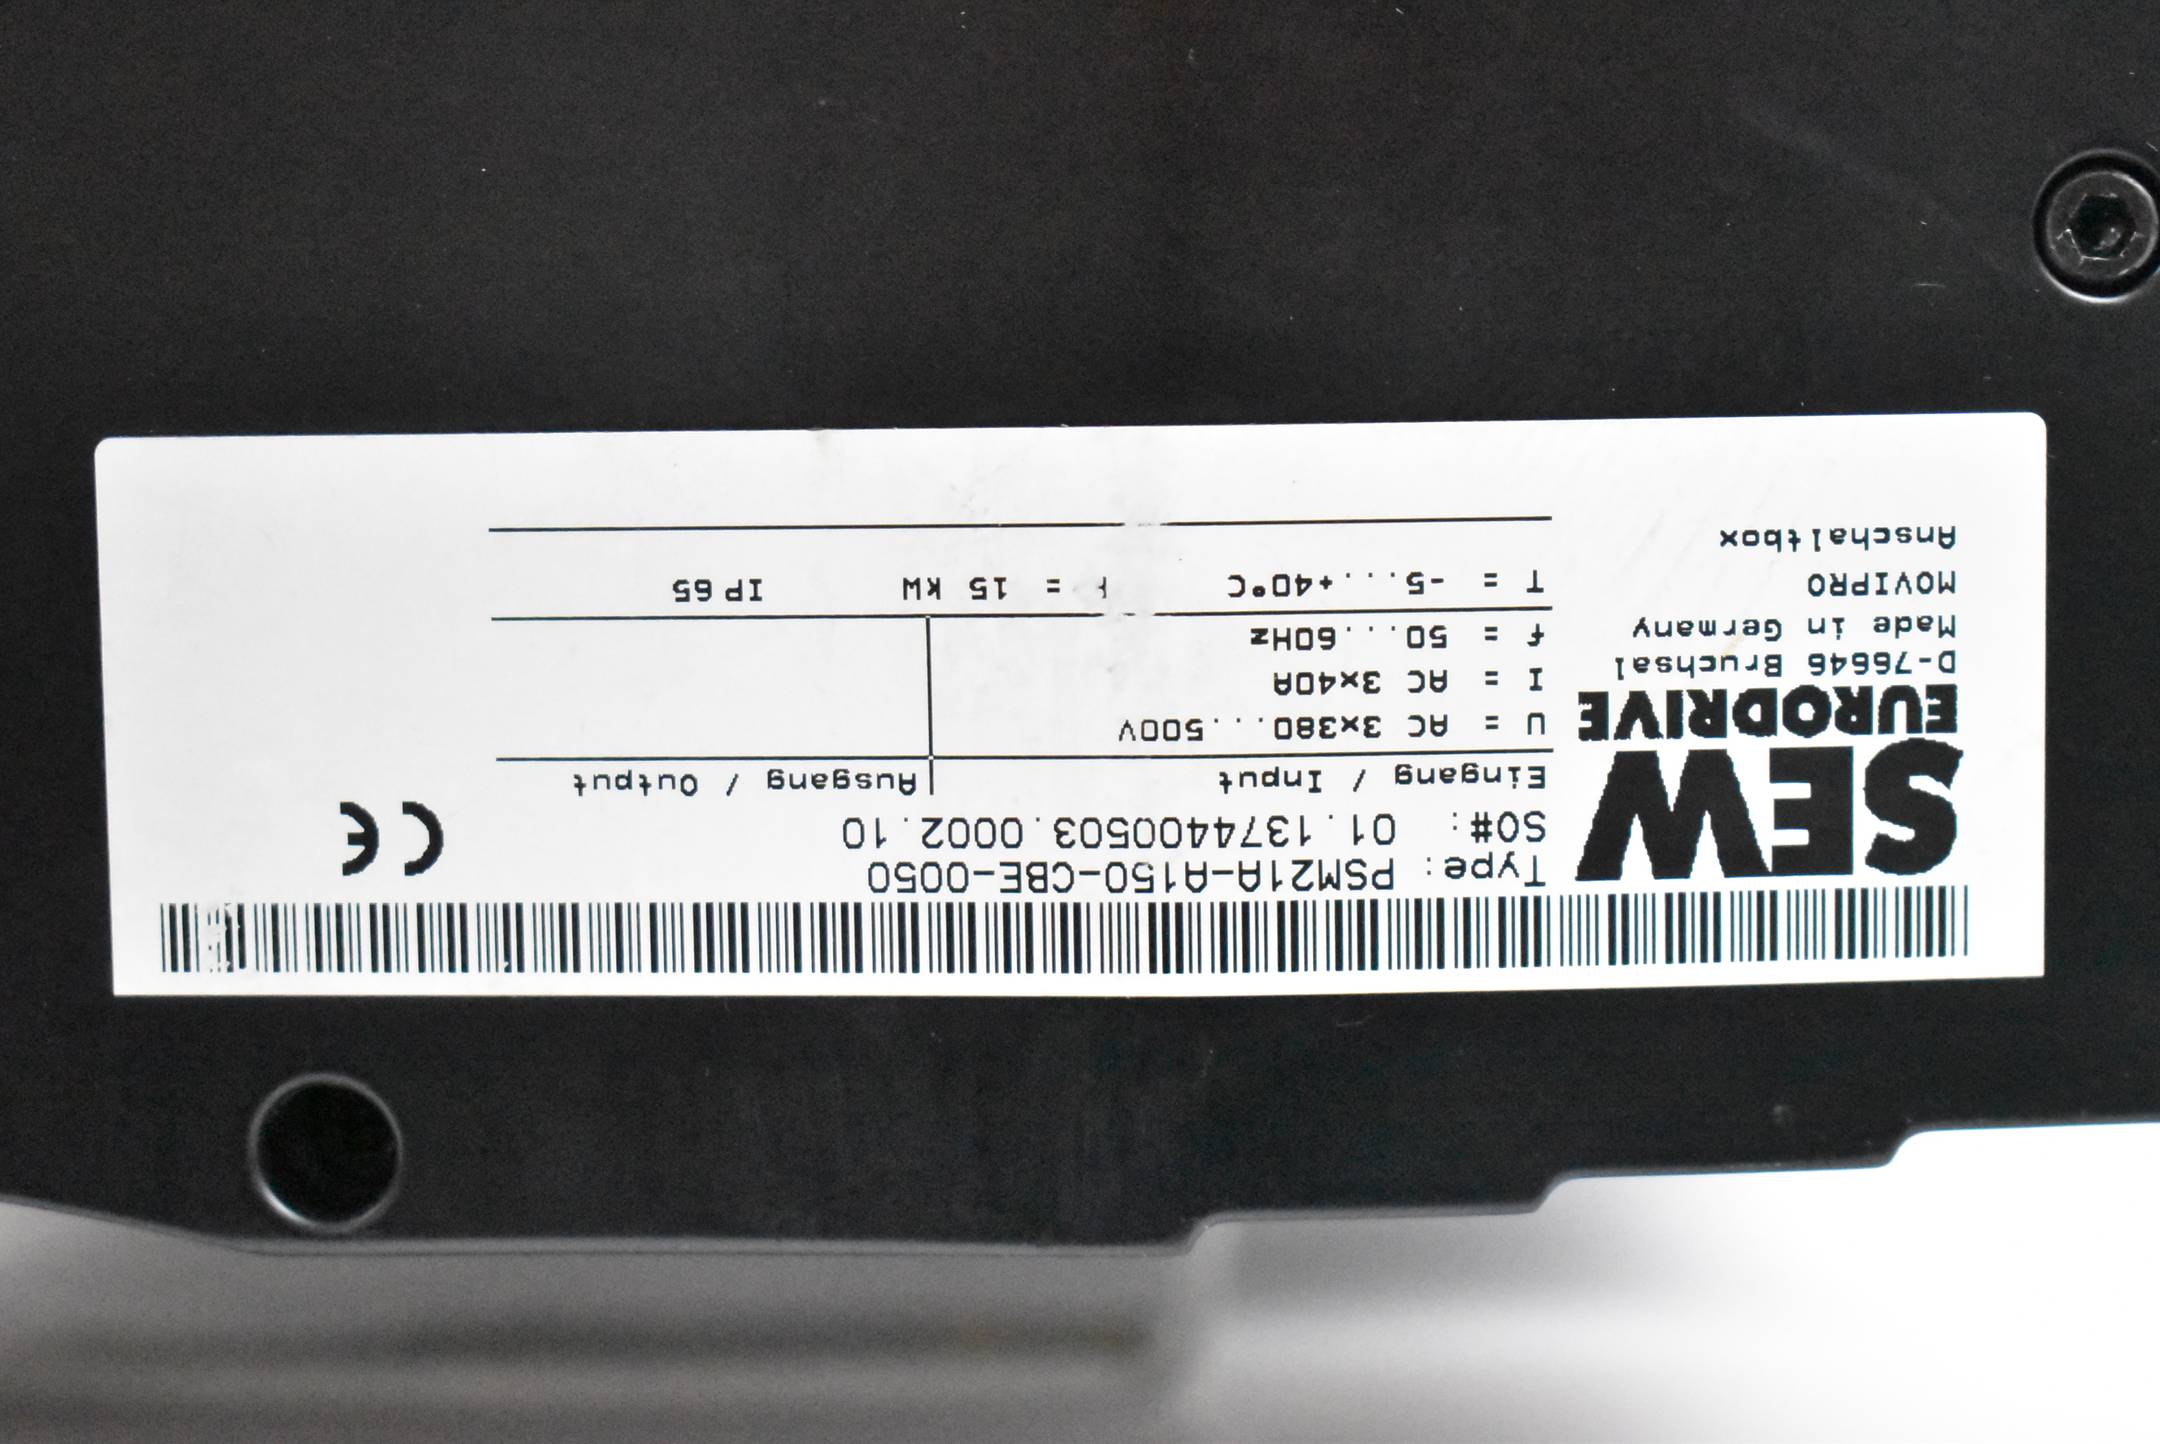 Type: PSM21A-A150-CBE-0050
SO#: 01.1374400503.0002.10
SEW
EURODRIVE
D-76646 Bruchsal
Made in Germany
MOVIPRO
Anschaltbox
Eingang / Input
Ausgang / Output
U = AC 3x380...500V
I = AC 3x40A
f = 50...60Hz
T = -5...+40°C = 15 kW IP65
CE